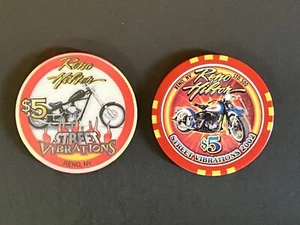 Reno
Hilton
$5
STREET
VIBRATIONS
RENO, NV
Reno
Hilton
$5
STREET VIBRATIONS 2002